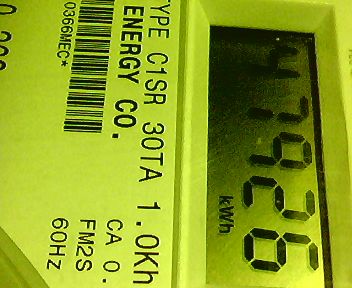 47926
kWh
TYPE C1SR 30TA 1.0Kh
ENERGY CO.
CA 0.
FM2S
60Hz
0366MEC*